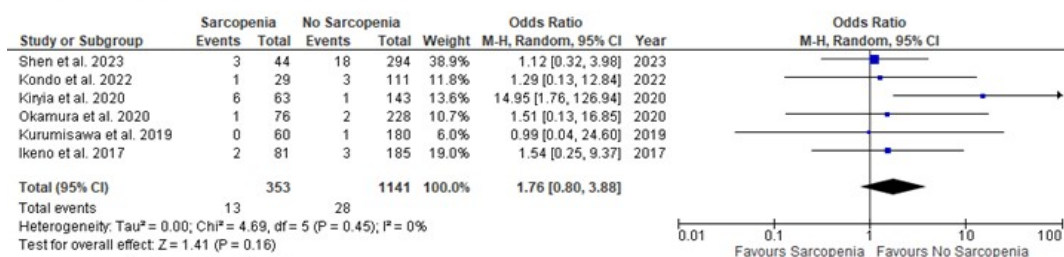 Sarcopenia No Sarcopenia Odds Ratio Odds Ratio
Study or Subgroup Events Total Events Total Weight M-H, Random, 95% CI Year M-H, Random, 95% CI
Shen et al. 2023 3 44 18 294 38.9% 1.12 [0.32, 3.98] 2023
Kondo et al. 2022 1 29 3 111 11.8% 1.29 [0.13, 12.84] 2022
Kiryia et al. 2020 6 63 1 143 13.6% 14.95 [1.76, 126.94] 2020
Okamura et al. 2020 1 76 2 228 10.7% 1.51 [0.13, 16.85] 2020
Kurumisawa et al. 2019 0 60 1 180 6.0% 0.99 [0.04, 24.60] 2019
Ikeno et al. 2017 2 81 3 185 19.0% 1.54 [0.25, 9.37] 2017
Total (95% CI) 353 1141 100.0% 1.76 [0.80, 3.88]
Total events 13 28
Heterogeneity: Tau² = 0.00; Chi² = 4.69, df = 5 (P = 0.45); I² = 0%
Test for overall effect: Z = 1.41 (P = 0.16)
0.01 0.1 1 10 100
Favours Sarcopenia Favours No Sarcopenia